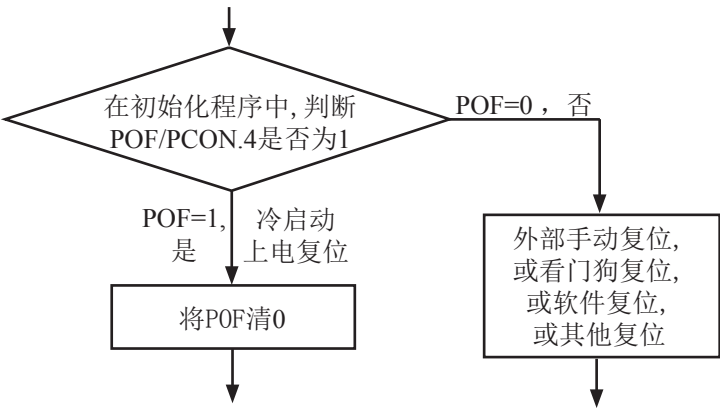 在初始化程序中,判断
POF/PCON.4是否为1
POF=0 ，否
POF=1,
是
冷启动
上电复位
将POF清0
外部手动复位,
或看门狗复位,
或软件复位,
或其他复位